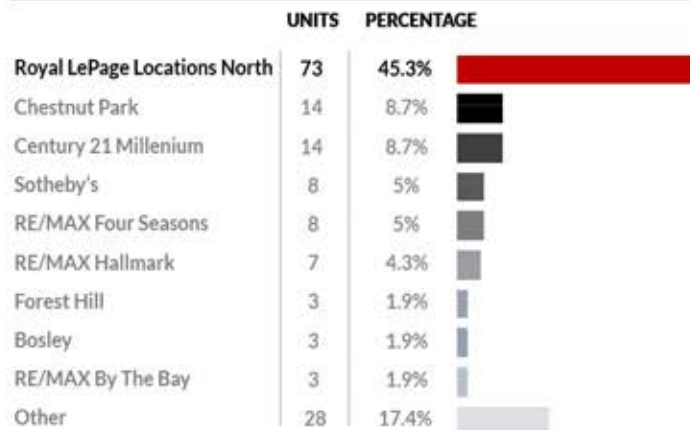 UNITS PERCENTAGE
Royal LePage Locations North 73 45.3%
Chestnut Park 14 8.7%
Century 21 Millenium 14 8.7%
Sotheby's 8 5%
RE/MAX Four Seasons 8 5%
RE/MAX Hallmark 7 4.3%
Forest Hill 3 1.9%
Bosley 3 1.9%
RE/MAX By The Bay 3 1.9%
Other 28 17.4%